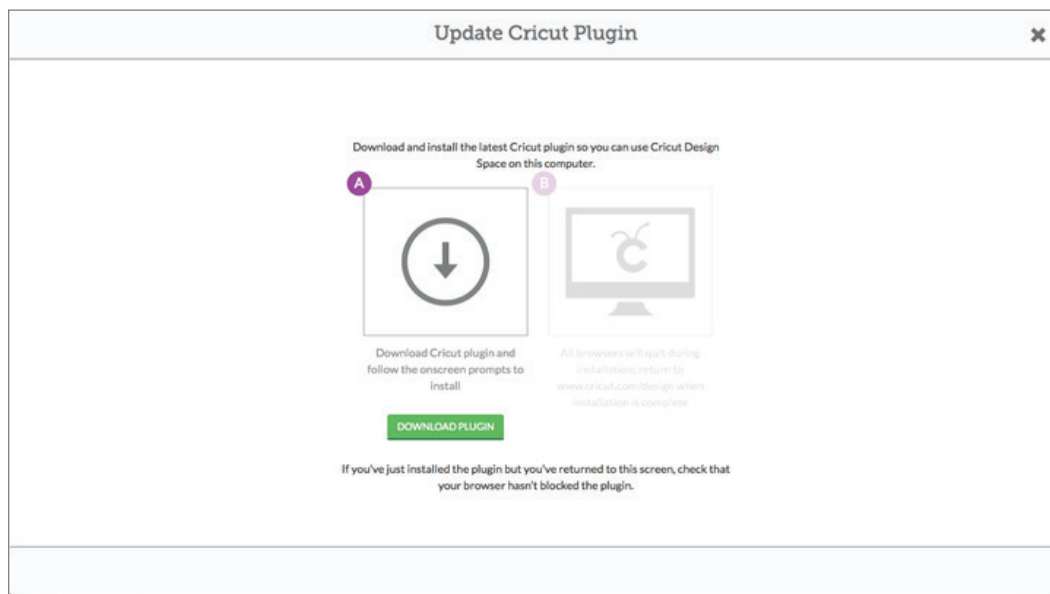 Update Cricut Plugin
Download and install the latest Cricut plugin so you can use Cricut Design
Space on this computer.
A
B
Download Cricut plugin and
follow the onscreen prompts to
install
All browsers will quit during
installation; return to
www.cricut.com/design when
installation is complete
DOWNLOAD PLUGIN
If you've just installed the plugin but you've returned to this screen, check that
your browser hasn't blocked the plugin.